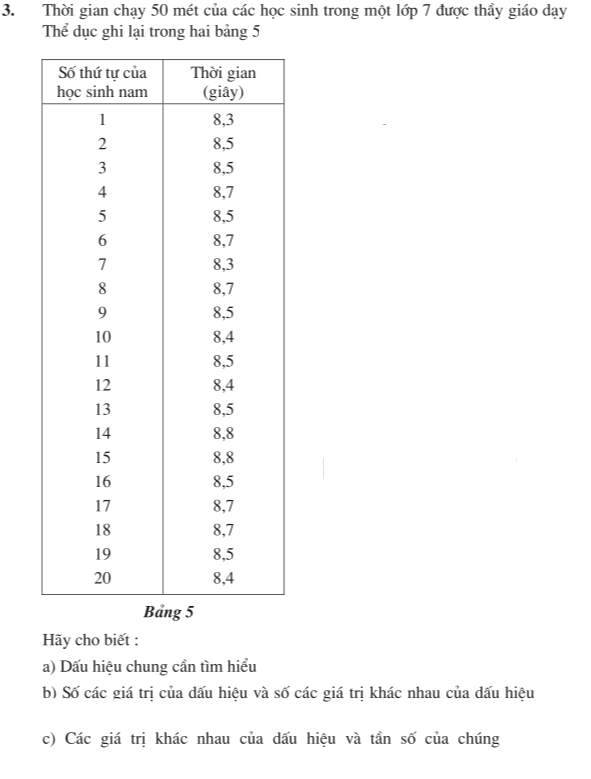 3. Thời gian chạy 50 mét của các học sinh trong một lớp 7 được thầy giáo dạy
Thể dục ghi lại trong hai bảng 5
Số thứ tự của học sinh nam | Thời gian (giây)
1 8,3
2 8,5
3 8,5
4 8,7
5 8,5
6 8,7
7 8,3
8 8,7
9 8,5
10 8,4
11 8,5
12 8,4
13 8,5
14 8,8
15 8,8
16 8,5
17 8,7
18 8,7
19 8,5
20 8,4
Bảng 5
Hãy cho biết :
a) Dấu hiệu chung cần tìm hiểu
b) Số các giá trị của dấu hiệu và số các giá trị khác nhau của dấu hiệu
c) Các giá trị khác nhau của dấu hiệu và tần số của chúng